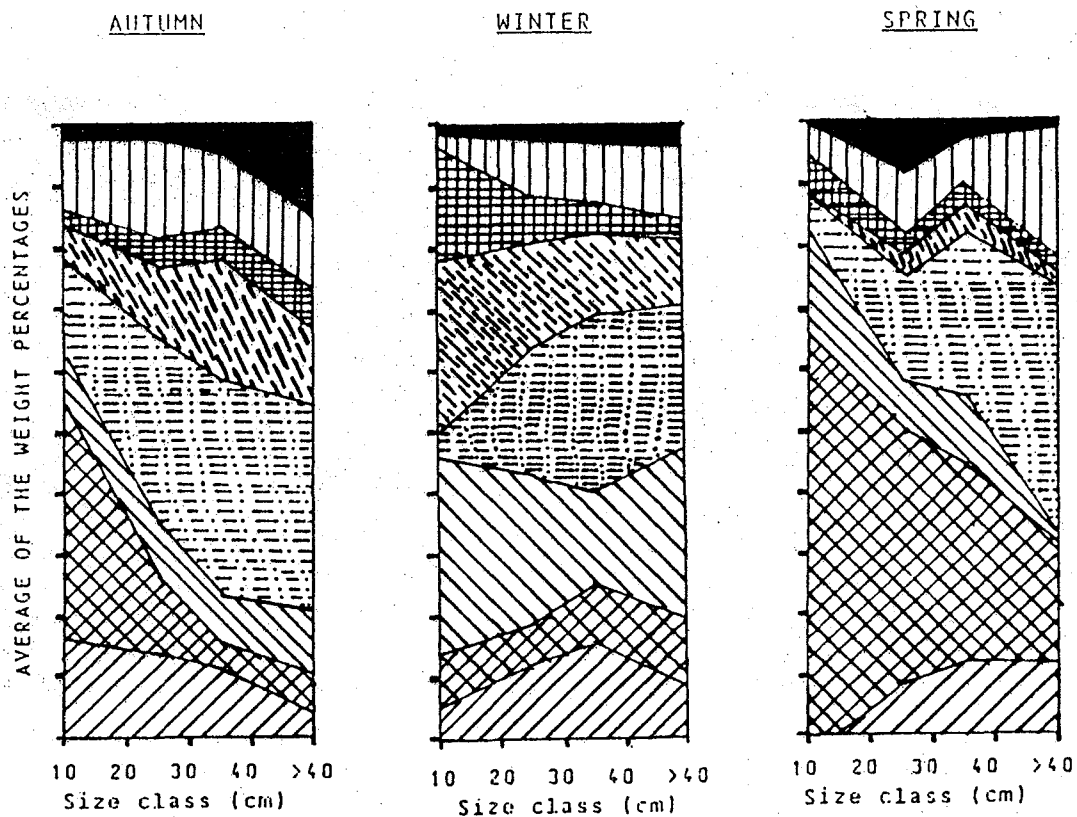 AUTUMN
WINTER
SPRING
AVERAGE OF THE WEIGHT PERCENTAGES
10 20 30 40 >40
Size class (cm)
10 20 30 40 >40
Size class (cm)
10 20 30 40 >40
Size class (cm)